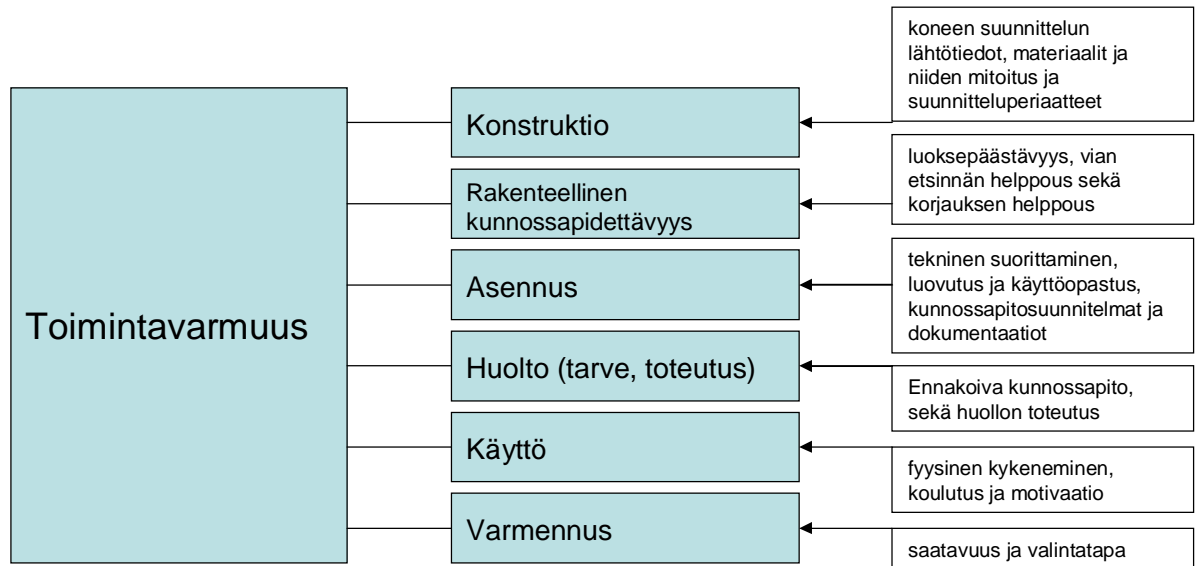 Toimintavarmuus
Konstruktio
koneen suunnittelun
lähtötiedot, materiaalit ja
niiden mitoitus ja
suunnitteluperiaatteet
Rakenteellinen
kunnossapidettävyys
luoksepäästävyys, vian
etsinnän helppous sekä
korjauksen helppous
Asennus
tekninen suorittaminen,
luovutus ja käyttöopastus,
kunnossapitosuunnitelmat ja
dokumentaatiot
Huolto (tarve, toteutus)
Ennakoiva kunnossapito,
sekä huollon toteutus
Käyttö
fyysinen kykeneminen,
koulutus ja motivaatio
Varmennus
saatavuus ja valintatapa